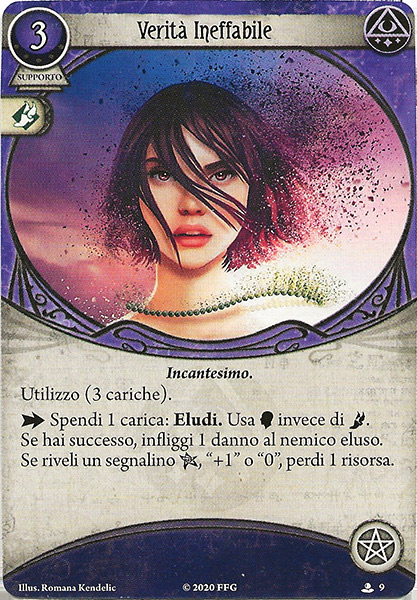 Verità Ineffabile
3
SUPPORTO
Incantesimo.
Utilizzo (3 cariche).
Spendi 1 carica: Eludi. Usa invece di .
Se hai successo, infliggi 1 danno al nemico eluso.
Se riveli un segnalino , “+1” o “0”, perdi 1 risorsa.
Illus. Romana Kendelic © 2020 FFG 9